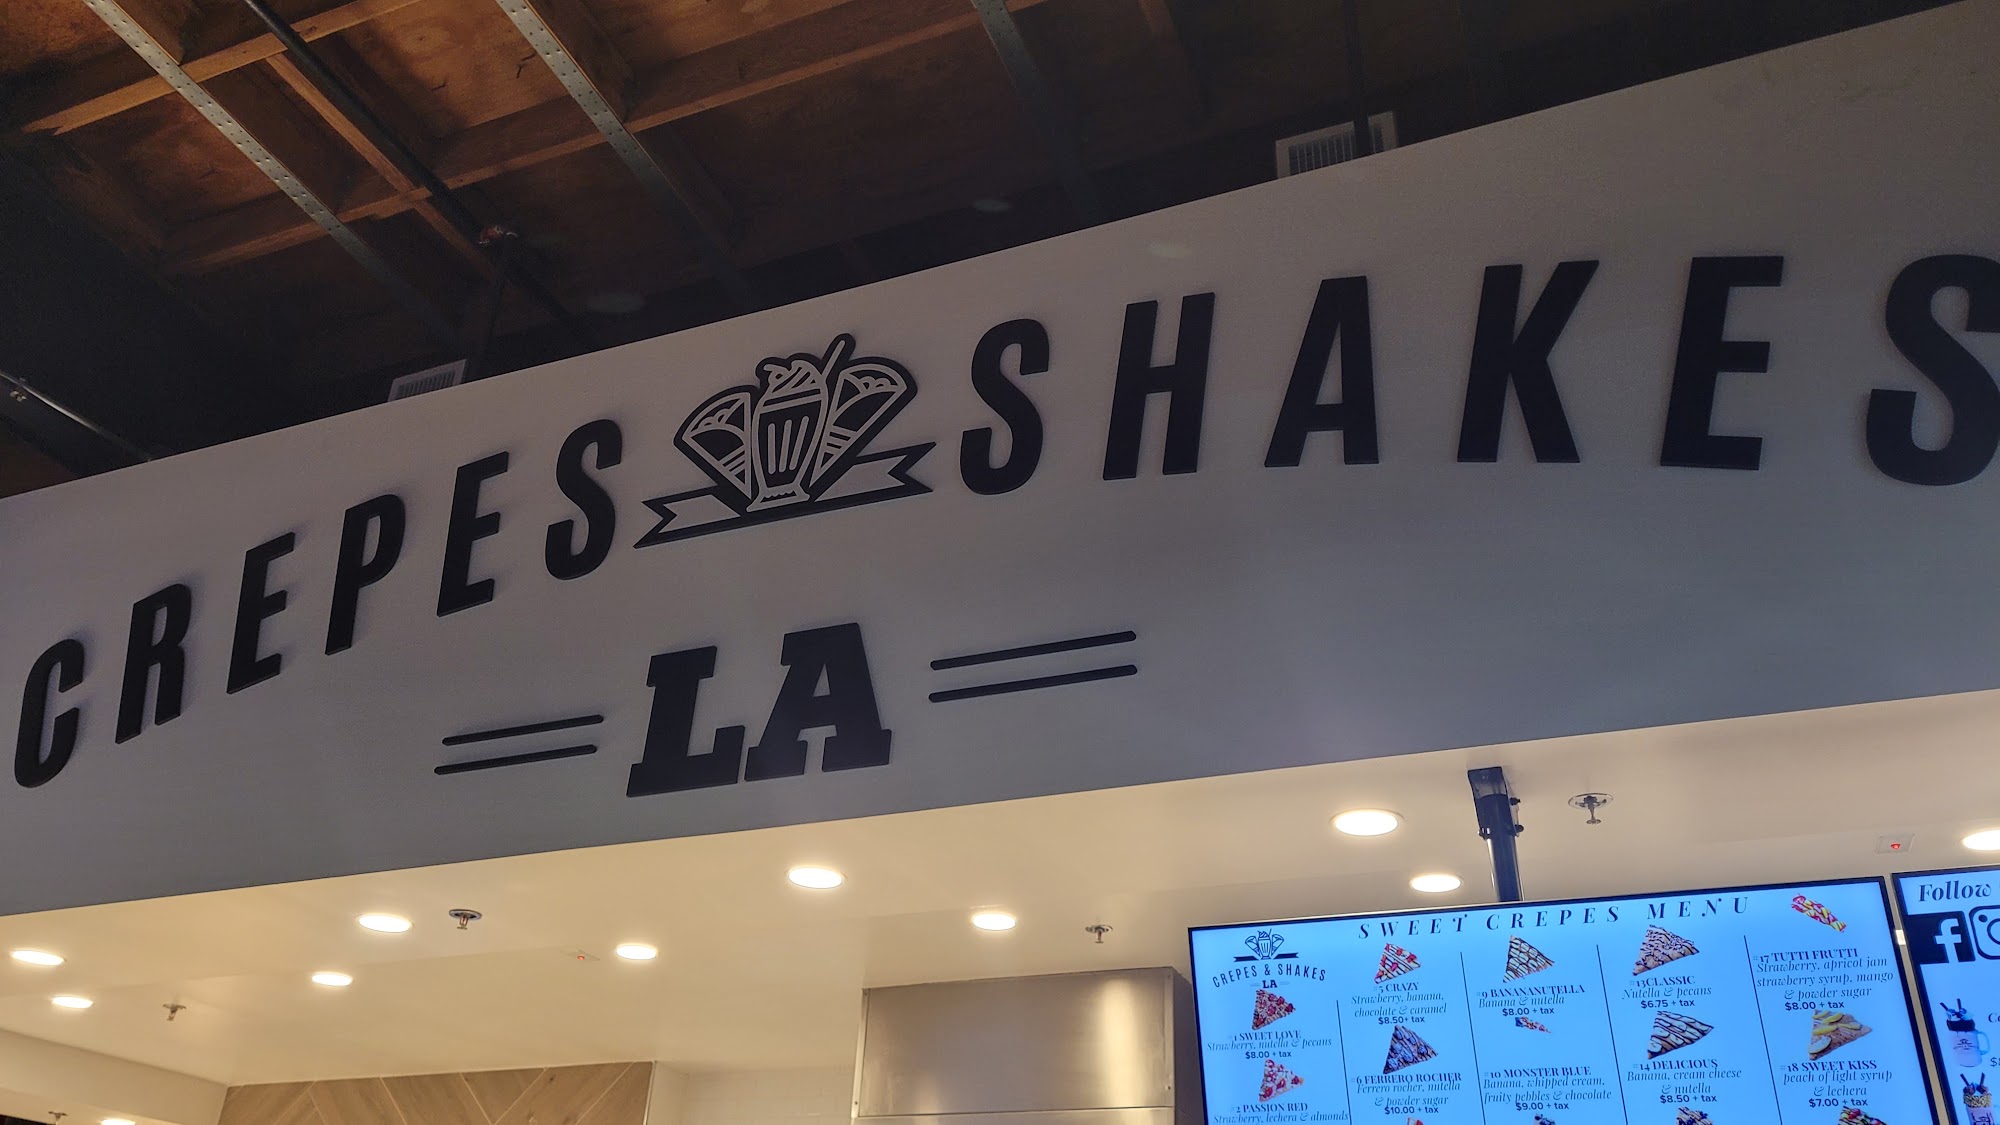 CREPES SHAKES
LA
SWEET CREPES MENU
CREPES & SHAKES
LA
#1 SWEET LOVE
Strawberry, nutella & pecans
$8.00 + tax
#2 PASSION RED
Strawberry, lechera & almonds
#5 CRAZY
Strawberry, banana,
chocolate & caramel
$8.50+ tax
#6 FERRERO ROCHER
Ferrero rocher, nutella
& powder sugar
$10.00 + tax
#9 BANANANUTELLA
Banana & nutella
$8.00 + tax
#10 MONSTER BLUE
Banana, whipped cream,
fruity pebbles & chocolate
$9.00 + tax
#13CLASSIC
Nutella & pecans
$6.75 + tax
#14 DELICIOUS
Banana, cream cheese
& nutella
$8.50 + tax
#17 TUTTI FRUTTI
Strawberry, apricot jam
strawberry syrup, mango
& powder sugar
$8.00 + tax
#18 SWEET KISS
peach of light syrup
& lechera
$7.00 + tax
Follow
f